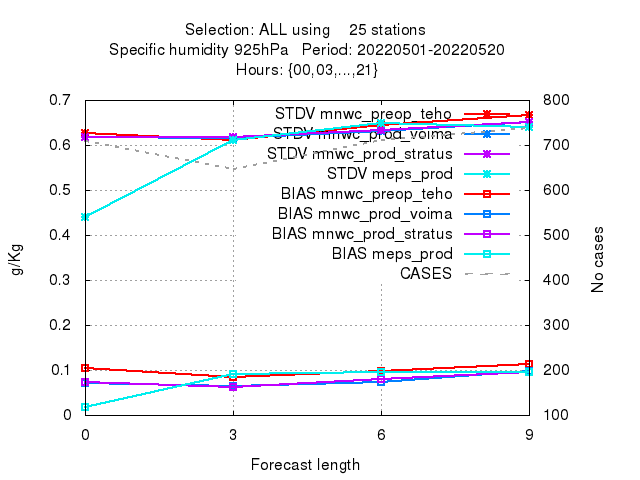 Selection: ALL using    25 stations
Specific humidity 925hPa   Period: 20220501-20220520
Hours: {00,03,...,21}
0.7
0.6
0.5
0.4
0.3
0.2
0.1
0
800
700
600
500
400
300
200
100
g/Kg
No cases
STDV mnwc_preop_teho
STDV mnwc_prod_voima
STDV mnwc_prod_stratus
STDV meps_prod
BIAS mnwc_preop_teho
BIAS mnwc_prod_voima
BIAS mnwc_prod_stratus
BIAS meps_prod
CASES
0 3 6 9
Forecast length